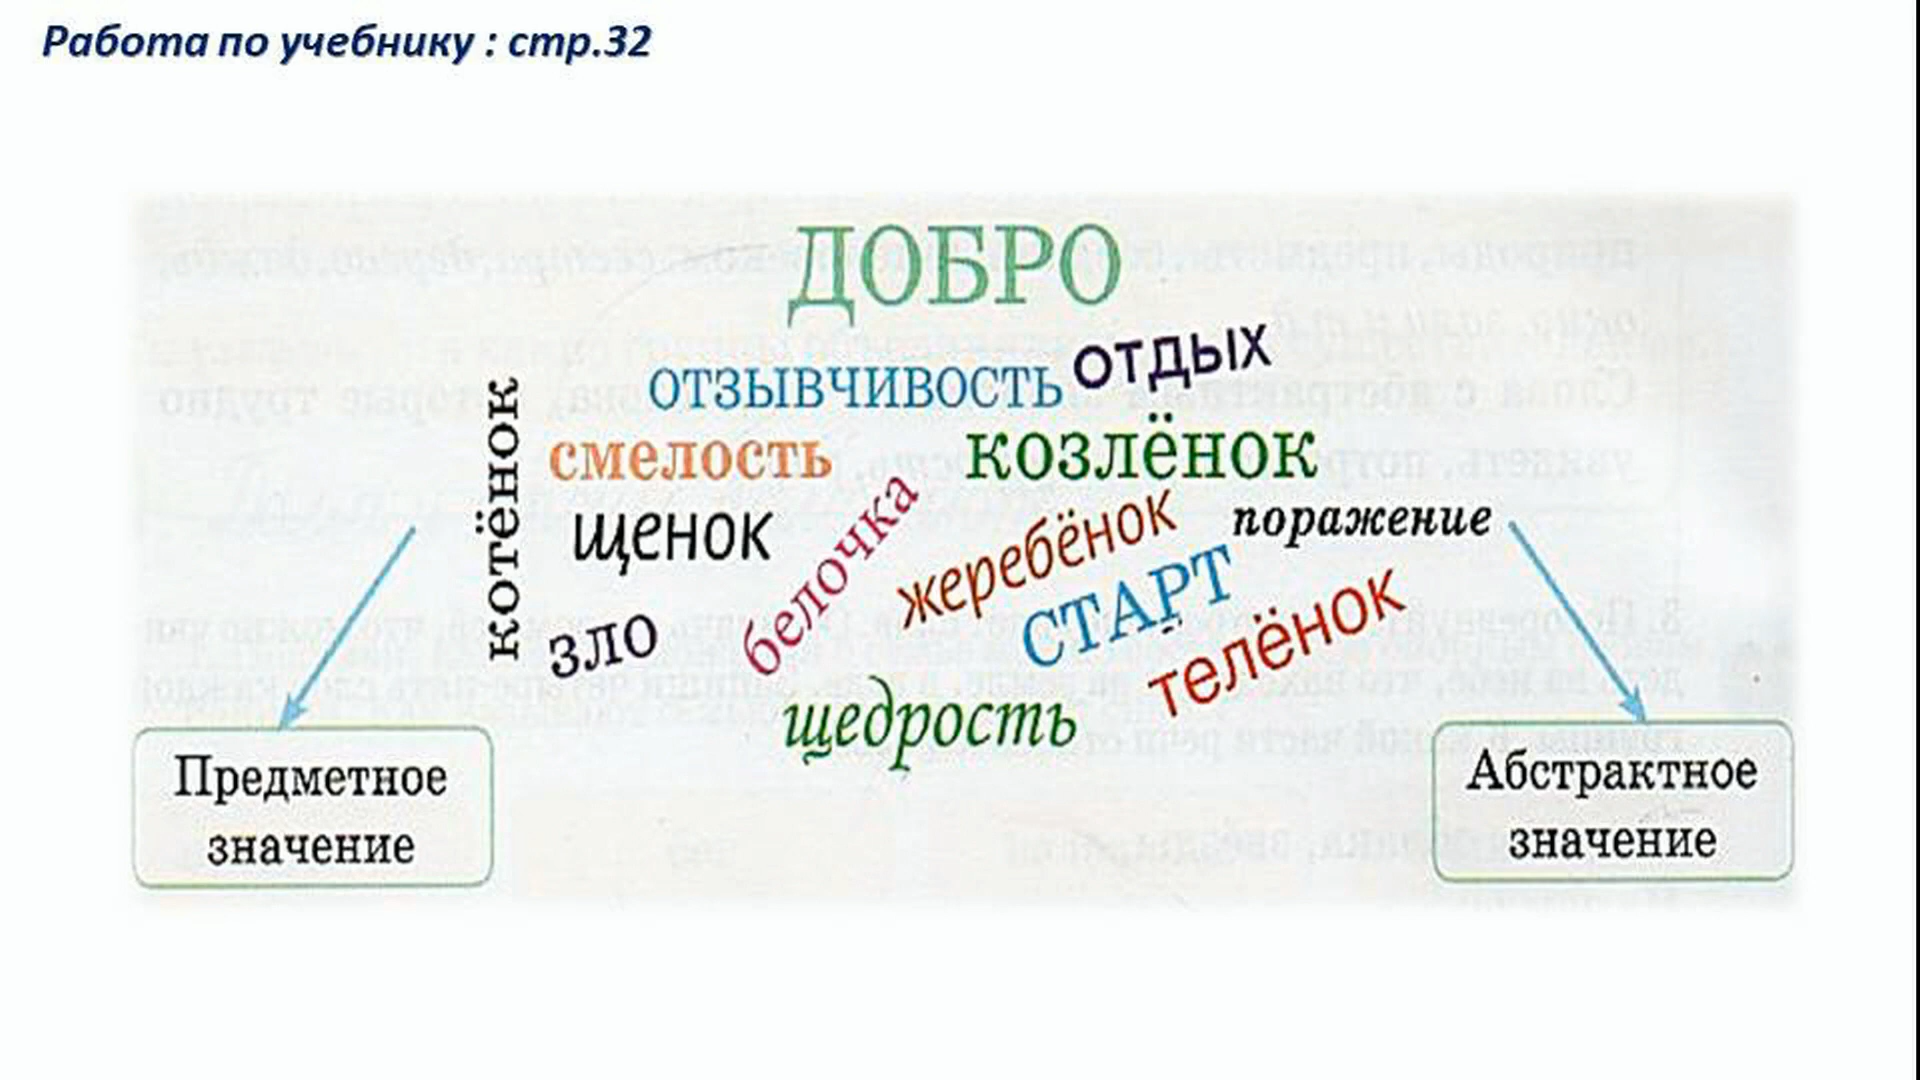 Работа по учебнику : стр.32
ДОБРО
отдых
отзывчивость
котёнок
смелость
козлёнок
щенок
белочка
жеребёнок
поражение
СТАРТ
зло
телёнок
щедрость
Предметное
значение
Абстрактное
значение